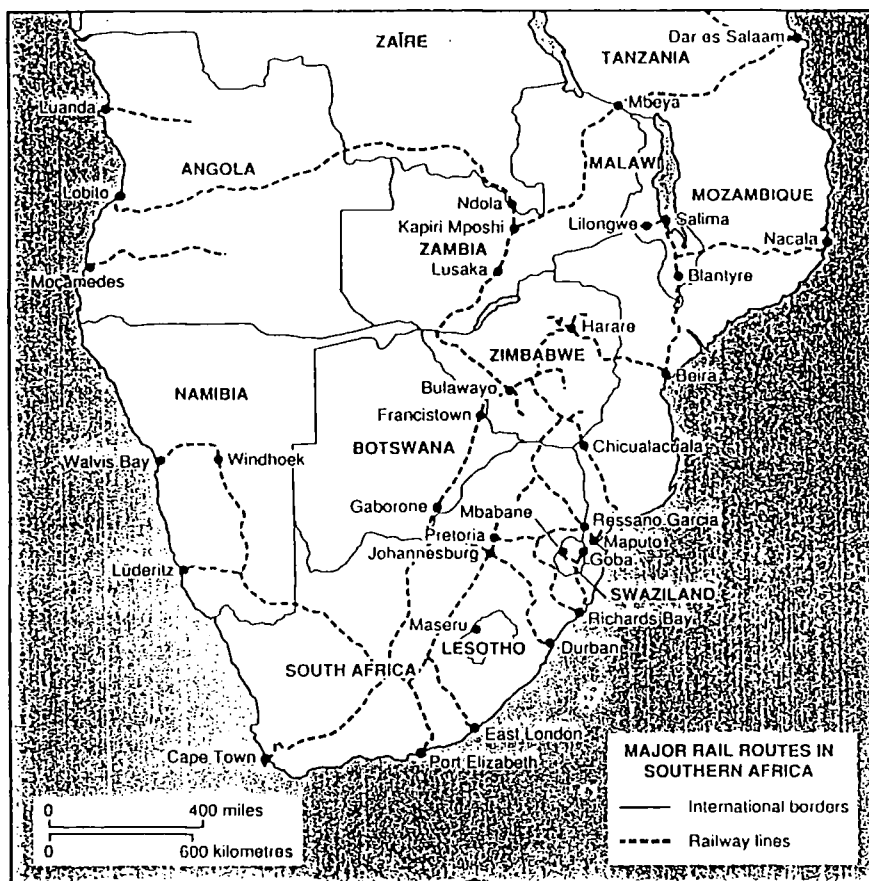 ZAÏRE
Dar es Salaam
TANZANIA
Luanda
Mbeya
ANGOLA
MALAWI
Lobito
MOZAMBIQUE
Ndola
Kapiri Mposhi
Lilongwe
Salima
ZAMBIA
Nacala
Lusaka
Moçamedes
Blantyre
Harare
ZIMBABWE
Beira
NAMIBIA
Bulawayo
Francistown
BOTSWANA
Chicualacuala
Walvis Bay
Windhoek
Gaborone
Mbabane
Ressano Garcia
Pretoria
Maputo
Johannesburg
Goba
Lüderitz
SWAZILAND
Richards Bay
Maseru
LESOTHO
Durban
SOUTH AFRICA
East London
Cape Town
Port Elizabeth
MAJOR RAIL ROUTES IN
SOUTHERN AFRICA
International borders
Railway lines
0 400 miles
0 600 kilometres